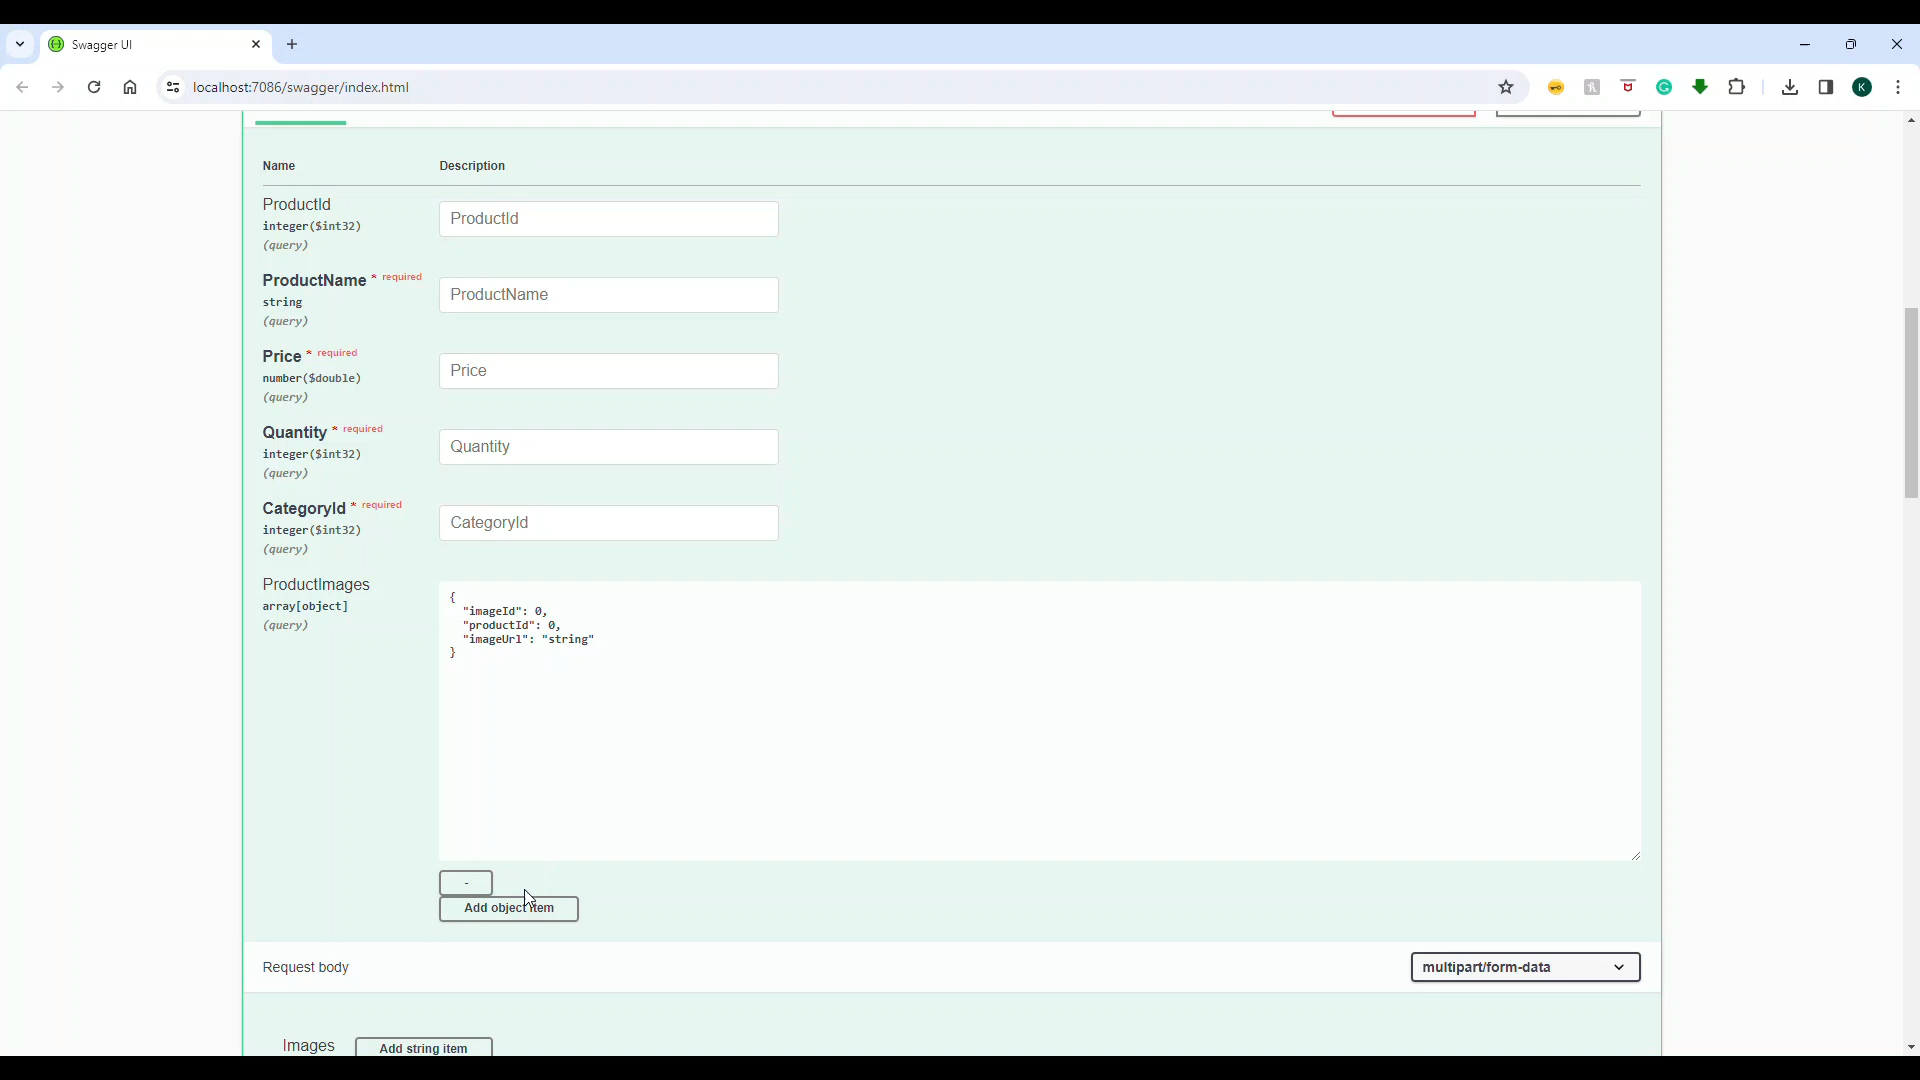 Swagger UI
localhost:7086/swagger/index.html
K
Name Description
ProductId
integer($int32)
(query)
ProductId
ProductName * required
string
(query)
ProductName
Price * required
number($double)
(query)
Price
Quantity * required
integer($int32)
(query)
Quantity
CategoryId * required
integer($int32)
(query)
CategoryId
ProductImages
array[object]
(query)
{
"imageId": 0,
"productId": 0,
"imageUrl": "string"
}
-
Add object item
Request body
multipart/form-data
Images
Add string item